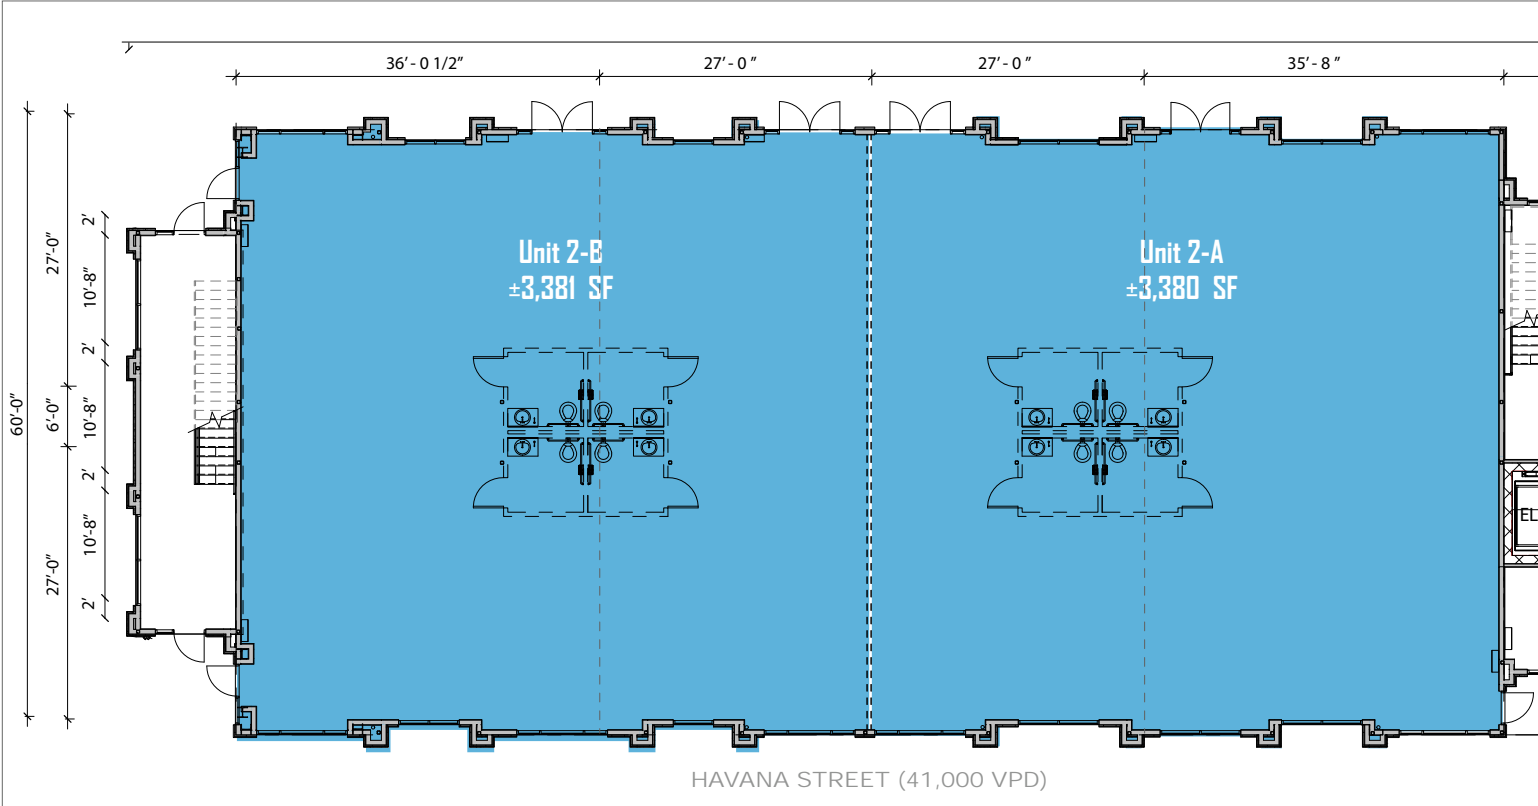 36'- 0 1/2"
27'- 0 "
27'- 0 "
35'- 8 "
60'-0"
27'-0"
6'-0"
27'-0"
2'
10'-8"
2'
10'-8"
2'
10'-8"
2'
Unit 2-B
±3,381 SF
Unit 2-A
±3,380 SF
EL
HAVANA STREET (41,000 VPD)